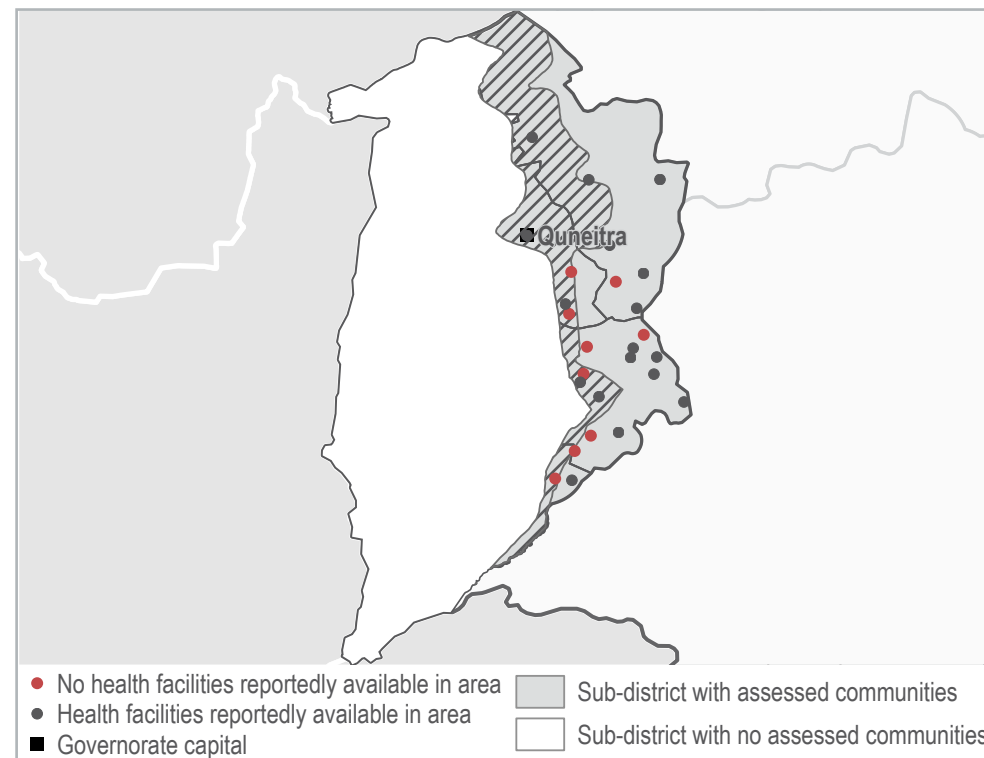 Quneitra
No health facilities reportedly available in area
Health facilities reportedly available in area
Governorate capital
Sub-district with assessed communities
Sub-district with no assessed communities